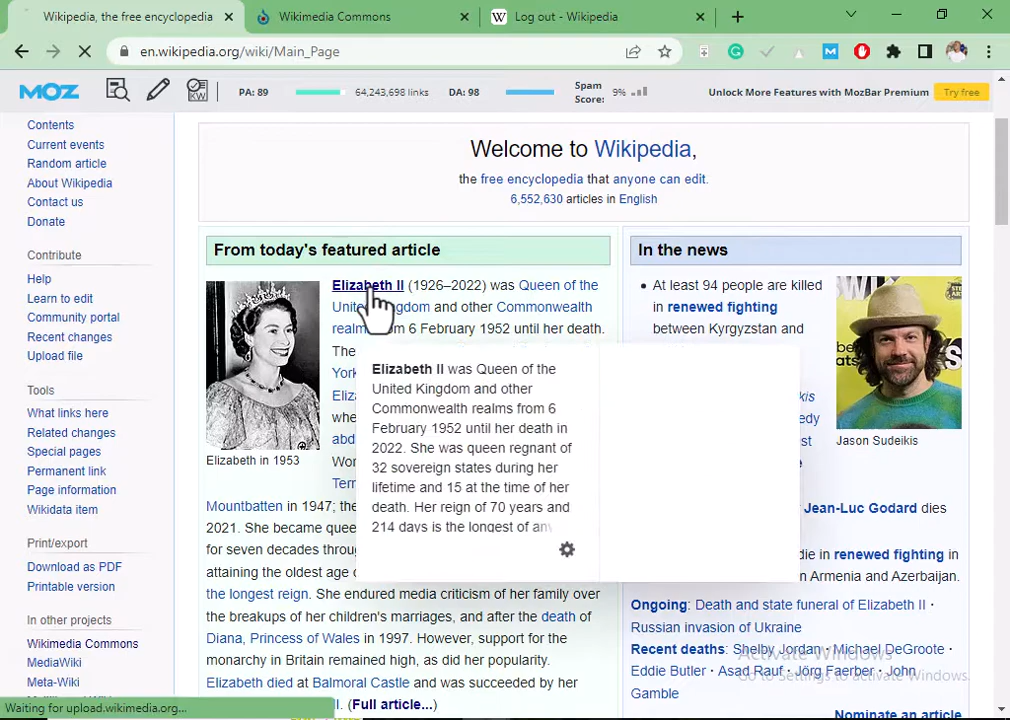 Wikipedia, the free encyclopedia
Wikimedia Commons
Log out - Wikipedia
en.wikipedia.org/wiki/Main_Page
MOZ
PA: 89
64,243,698 links
DA: 98
Spam
Score:
9%
Unlock More Features with MozBar Premium
Try free
Contents
Current events
Random article
About Wikipedia
Contact us
Donate
Contribute
Help
Learn to edit
Community portal
Recent changes
Upload file
Tools
What links here
Related changes
Special pages
Permanent link
Page information
Wikidata item
Print/export
Download as PDF
Printable version
In other projects
Wikimedia Commons
MediaWiki
Meta-Wiki
Waiting for upload.wikimedia.org...
Welcome to Wikipedia,
the free encyclopedia that anyone can edit.
6,552,630 articles in English
From today's featured article
Elizabeth II (1926–2022) was Queen of the
United Kingdom and other Commonwealth
from 6 February 1952 until her death.
The
York
Eliza
whe
abd
Wor
Tern
Elizabeth in 1953
Mountbatten in 1947; the
2021. She became quee
for seven decades throu
attaining the oldest age
the longest reign. She endured media criticism of her family over
the breakups of her children's marriages, and after the death of
Diana, Princess of Wales in 1997. However, support for the
monarchy in Britain remained high, as did her popularity.
Elizabeth died at Balmoral Castle and was succeeded by her
(Full article...)
Elizabeth II was Queen of the
United Kingdom and other
Commonwealth realms from 6
February 1952 until her death in
2022. She was queen regnant of
32 sovereign states during her
lifetime and 15 at the time of her
death. Her reign of 70 years and
214 days is the longest of any
In the news
At least 94 people are killed
in renewed fighting
between Kyrgyzstan and
Jason Sudeikis
Jean-Luc Godard dies
die in renewed fighting in
Armenia and Azerbaijan.
Ongoing: Death and state funeral of Elizabeth II ·
Russian invasion of Ukraine
Recent deaths: Shelby Jordan · Michael DeGroote ·
Eddie Butler · Asad Rauf · Jörg Faerber · John
Gamble
Nominate an article
Activate Windows
Go to Settings to activate Windows.